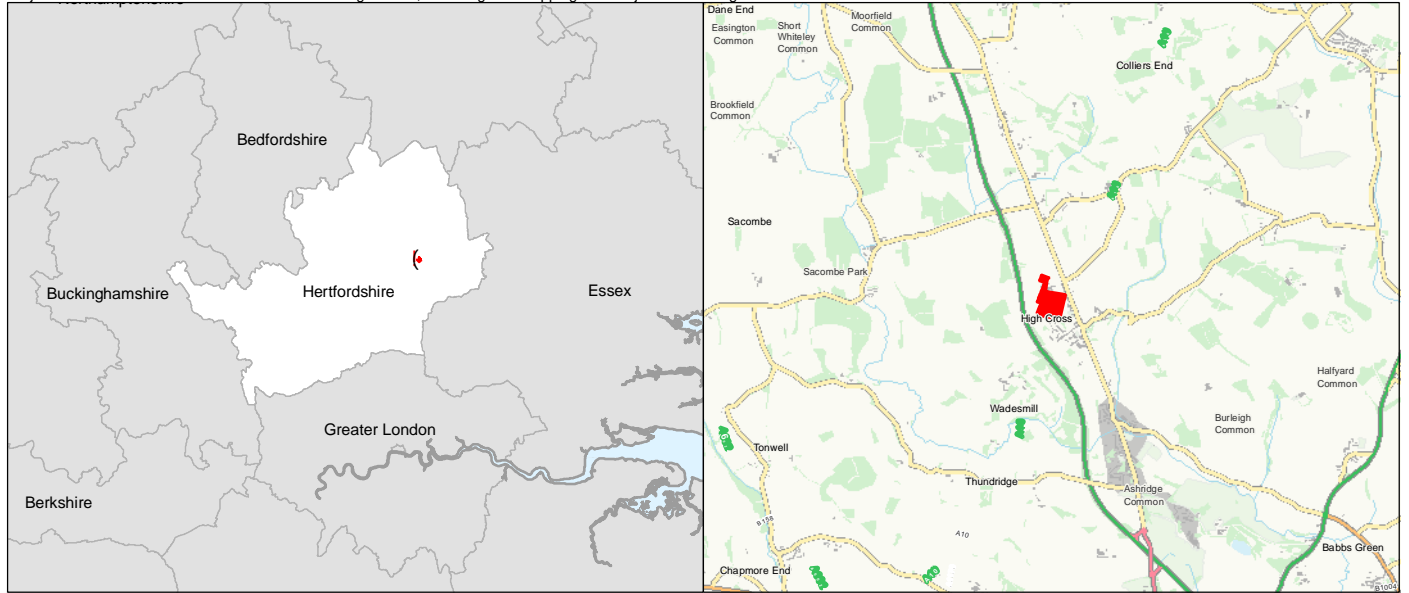 Bedfordshire
Buckinghamshire
Hertfordshire
Essex
Greater London
Berkshire
Dane End
Easington
Common
Short
Whiteley
Common
Moorfield
Common
Colliers End
Brookfield
Common
Sacombe
Sacombe Park
High Cross
Halfyard
Common
Wadesmill
Burleigh
Common
Tonwell
Thundridge
Ashridge
Common
B 158
A10
Babbs Green
Chapmore End
B1004